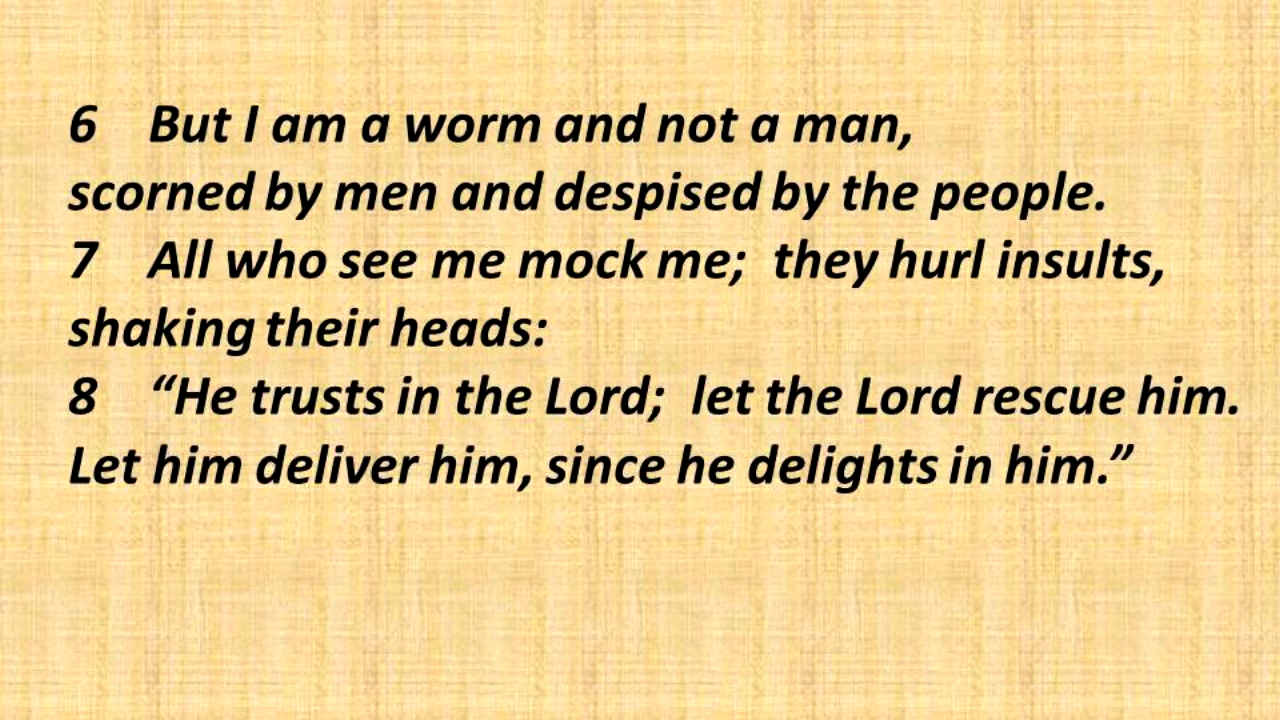 6 But I am a worm and not a man,
scorned by men and despised by the people.
7 All who see me mock me; they hurl insults,
shaking their heads:
8 “He trusts in the Lord; let the Lord rescue him.
Let him deliver him, since he delights in him.”